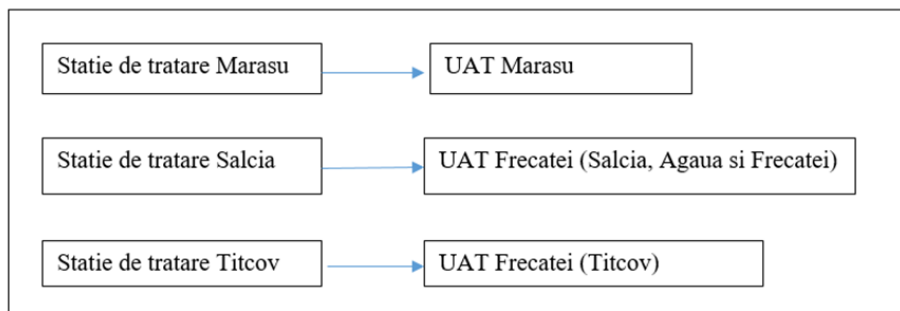 Statie de tratare Marasu
UAT Marasu
Statie de tratare Salcia
UAT Frecatei (Salcia, Agaua si Frecatei)
Statie de tratare Titcov
UAT Frecatei (Titcov)